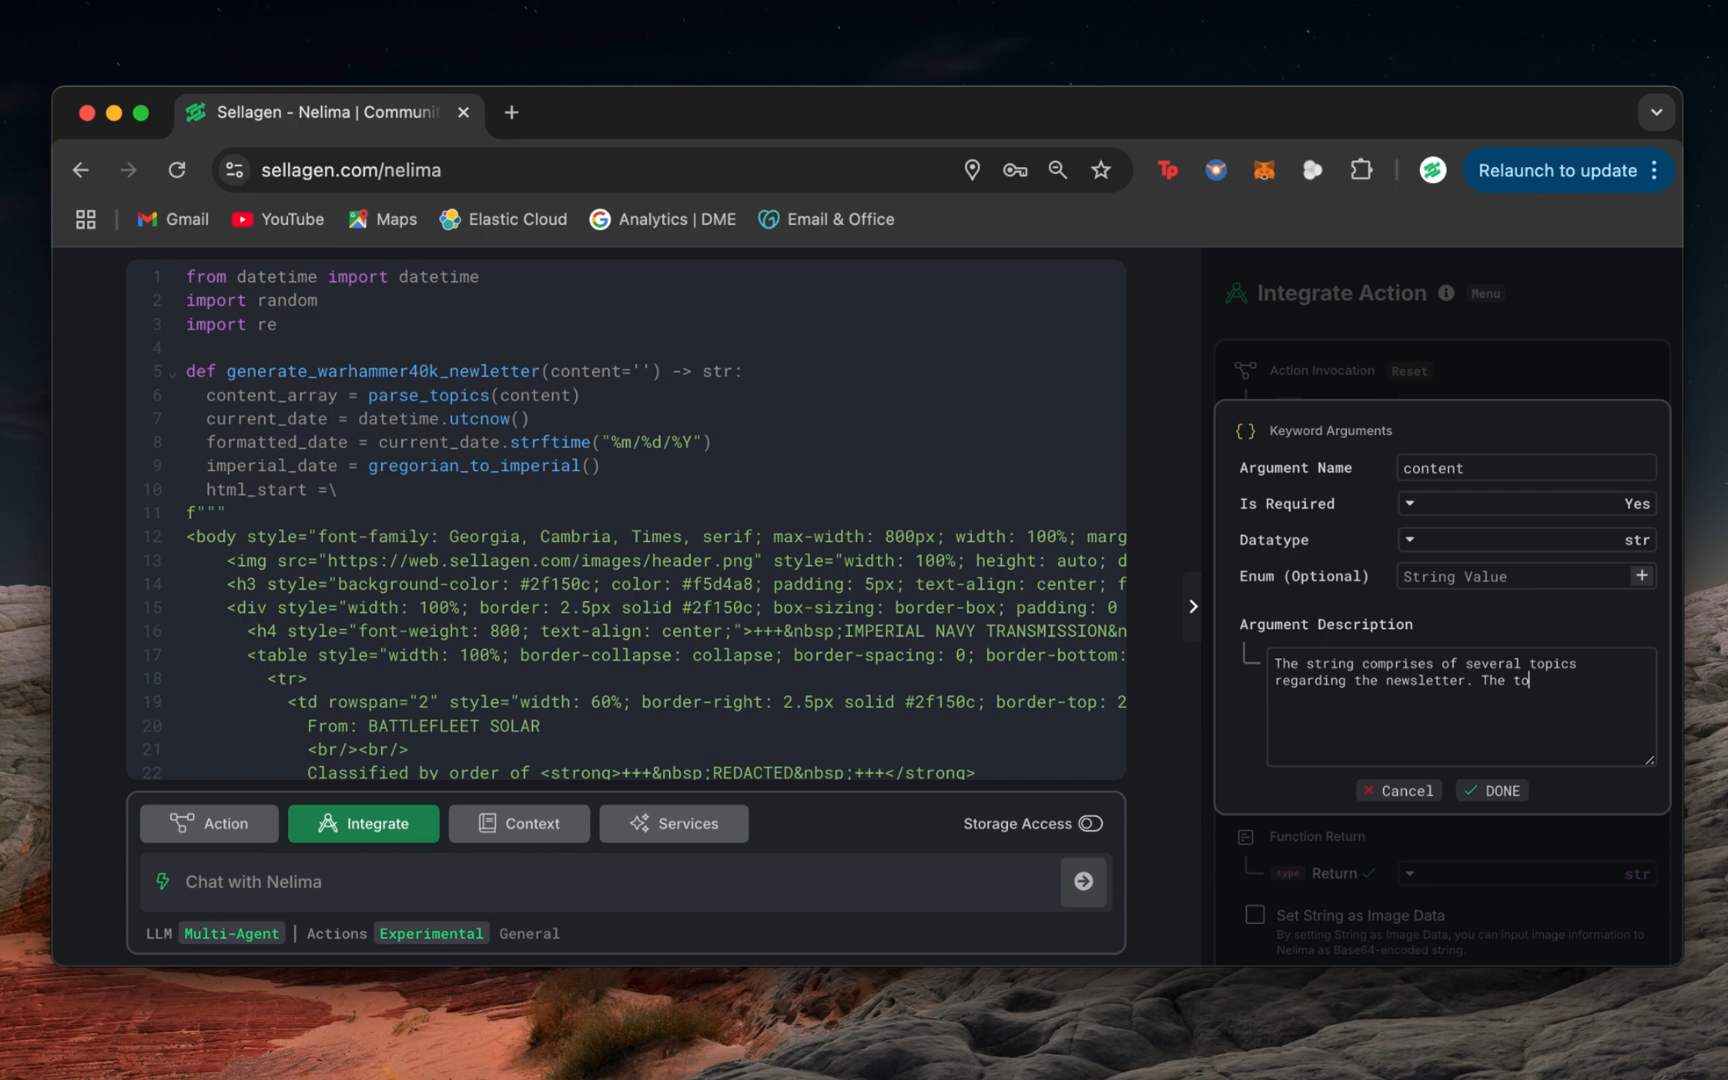 Sellagen - Nelima | Communit
sellagen.com/nelima
Tp
Relaunch to update
Gmail
YouTube
Maps
Elastic Cloud
Analytics | DME
Email & Office
1 from datetime import datetime
2 import random
3 import re
4
5 def generate_warhammer40k_newletter(content='') -> str:
6 content_array = parse_topics(content)
7 current_date = datetime.utcnow()
8 formatted_date = current_date.strftime("%m/%d/%Y")
9 imperial_date = gregorian_to_imperial()
10 html_start =\
11 f"""
12 <body style="font-family: Georgia, Cambria, Times, serif; max-width: 800px; width: 100%; marg
13 <img src="https://web.sellagen.com/images/header.png" style="width: 100%; height: auto; d
14 <h3 style="background-color: #2f150c; color: #f5d4a8; padding: 5px; text-align: center; f
15 <div style="width: 100%; border: 2.5px solid #2f150c; box-sizing: border-box; padding: 0
16 <h4 style="font-weight: 800; text-align: center;">+++&nbsp;IMPERIAL NAVY TRANSMISSION&n
17 <table style="width: 100%; border-collapse: collapse; border-spacing: 0; border-bottom:
18 <tr>
19 <td rowspan="2" style="width: 60%; border-right: 2.5px solid #2f150c; border-top: 2
20 From: BATTLEFLEET SOLAR
21 <br/><br/>
22 Classified by order of <strong>+++&nbsp;REDACTED&nbsp;+++</strong>
Action
Integrate
Context
Services
Storage Access
Chat with Nelima
LLM Multi-Agent | Actions Experimental General
Integrate Action
Menu
Action Invocation
Reset
{} Keyword Arguments
Argument Name content
Is Required Yes
Datatype str
Enum (Optional) String Value +
Argument Description
The string comprises of several topics
regarding the newsletter. The to
Cancel
DONE
Function Return
type Return str
Set String as Image Data
By setting String as Image Data, you can input image information to
Nelima as Base64-encoded string.